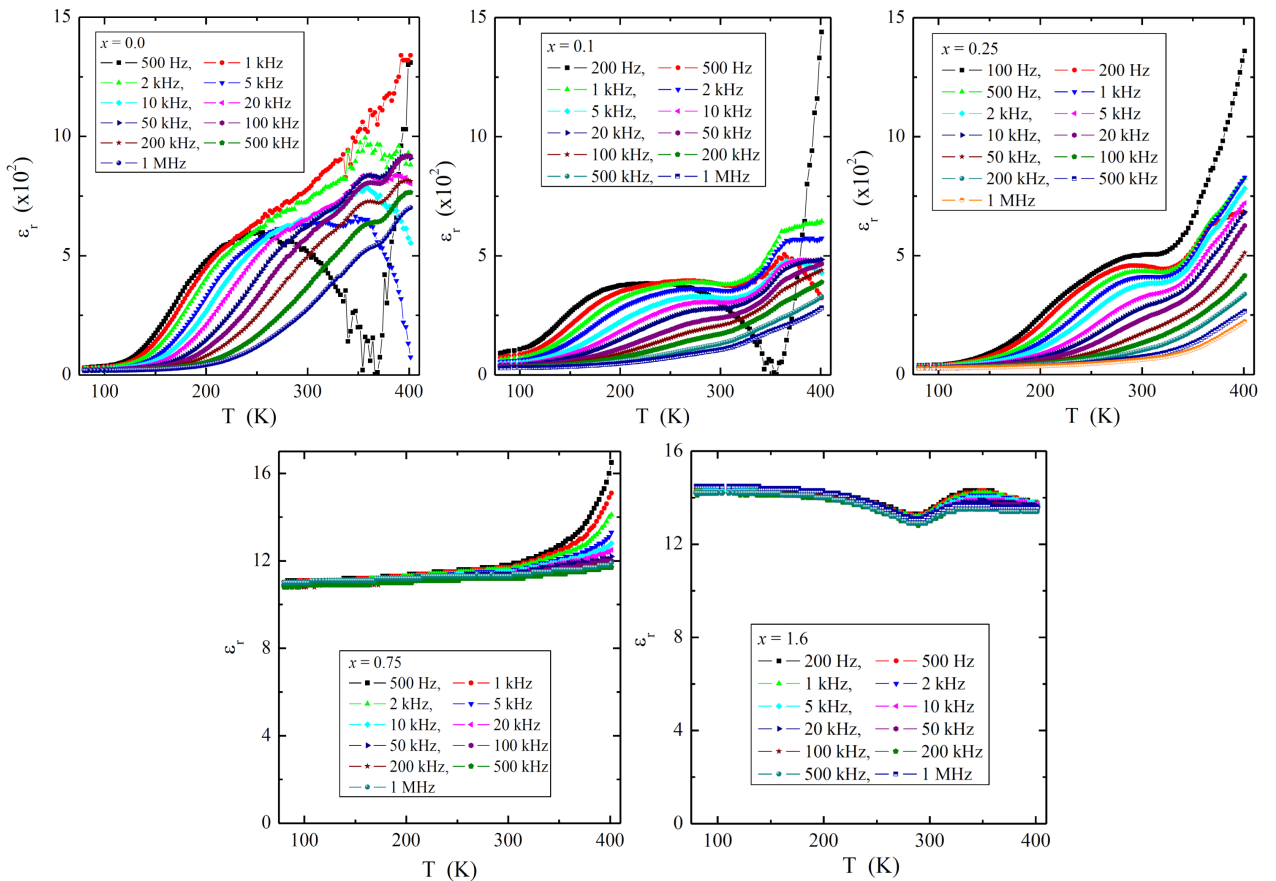 15
10
5
0
εr (x10²)
x = 0.0
500 Hz, 1 kHz
2 kHz, 5 kHz
10 kHz, 20 kHz
50 kHz, 100 kHz
200 kHz, 500 kHz
1 MHz
100 200 300 400
T (K)
15
10
5
0
εr (x10²)
x = 0.1
200 Hz, 500 Hz
1 kHz, 2 kHz
5 kHz, 10 kHz
20 kHz, 50 kHz
100 kHz, 200 kHz
500 kHz, 1 MHz
100 200 300 400
T (K)
15
10
5
0
εr (x10²)
x = 0.25
100 Hz, 200 Hz
500 Hz, 1 kHz
2 kHz, 5 kHz
10 kHz, 20 kHz
50 kHz, 100 kHz
200 kHz, 500 kHz
1 MHz
100 200 300 400
T (K)
16
12
8
4
0
εr
x = 0.75
500 Hz, 1 kHz
2 kHz, 5 kHz
10 kHz, 20 kHz
50 kHz, 100 kHz
200 kHz, 500 kHz
1 MHz
100 200 300 400
T (K)
16
12
8
4
0
εr
x = 1.6
200 Hz, 500 Hz
1 kHz, 2 kHz
5 kHz, 10 kHz
20 kHz, 50 kHz
100 kHz, 200 kHz
500 kHz, 1 MHz
100 200 300 400
T (K)